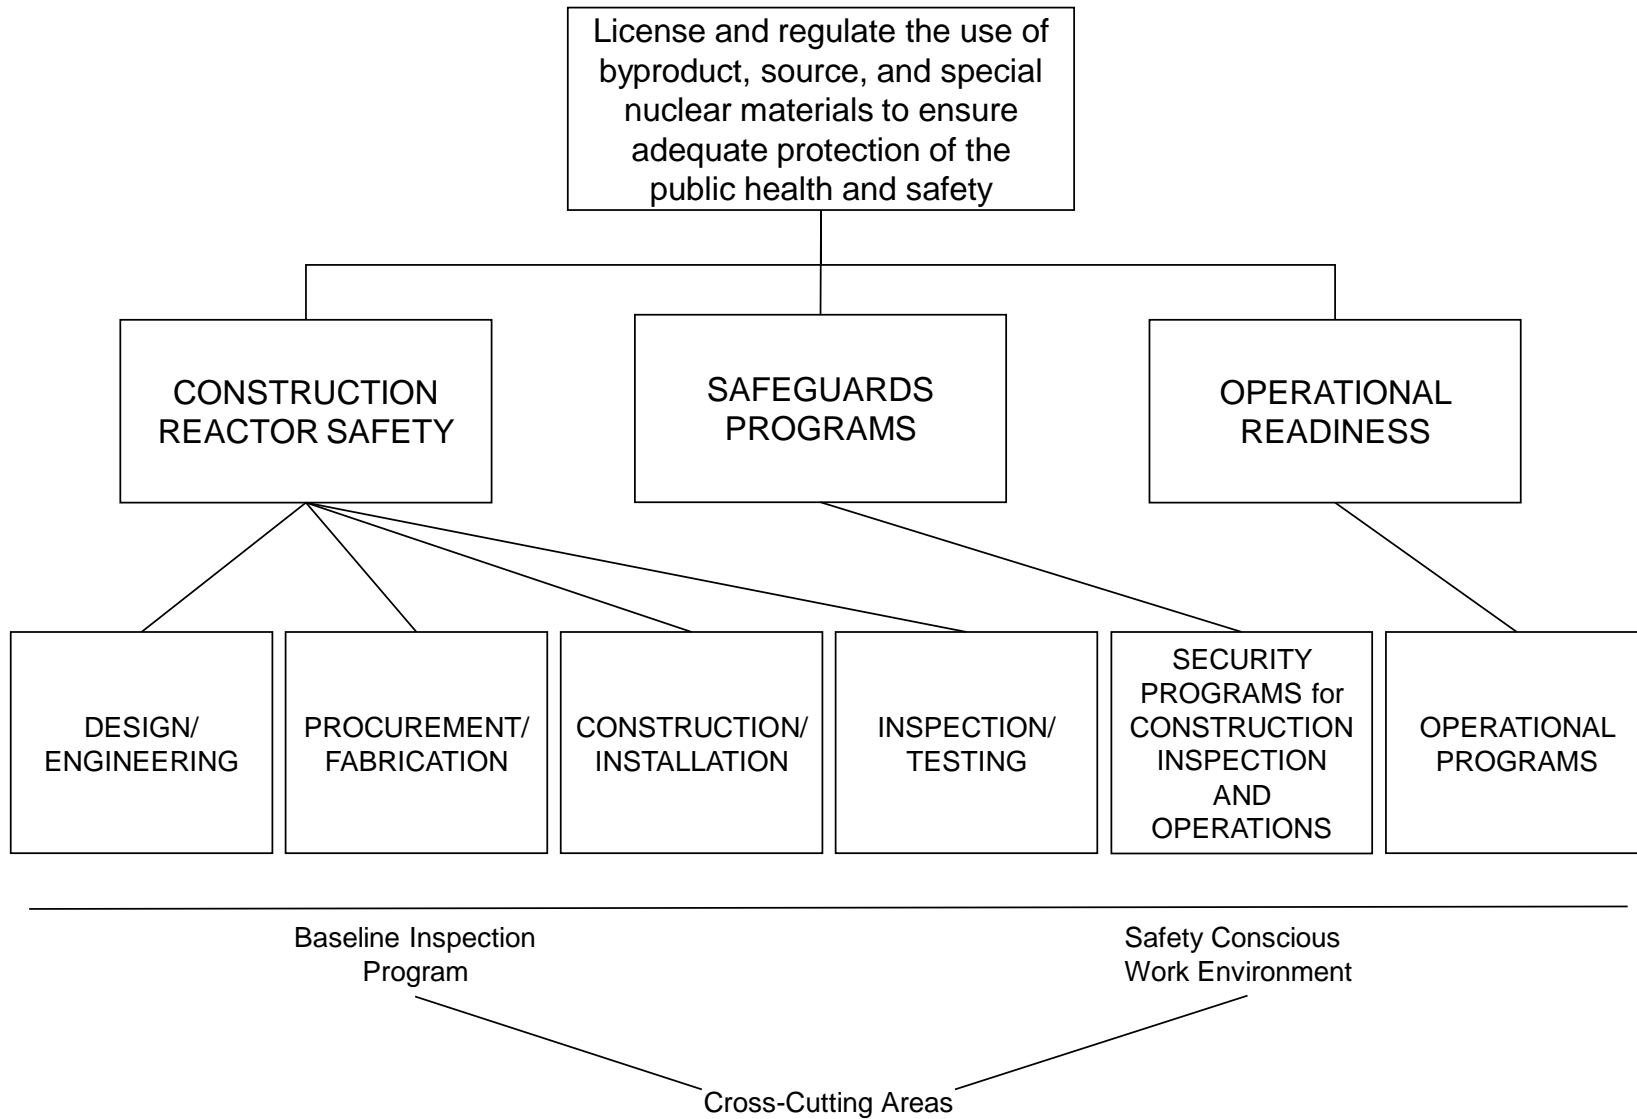 License and regulate the use of
byproduct, source, and special
nuclear materials to ensure
adequate protection of the
public health and safety
CONSTRUCTION
REACTOR SAFETY
SAFEGUARDS
PROGRAMS
OPERATIONAL
READINESS
DESIGN/
ENGINEERING
PROCUREMENT/
FABRICATION
CONSTRUCTION/
INSTALLATION
INSPECTION/
TESTING
SECURITY
PROGRAMS for
CONSTRUCTION
INSPECTION
AND
OPERATIONS
OPERATIONAL
PROGRAMS
Baseline Inspection
Program
Safety Conscious
Work Environment
Cross-Cutting Areas